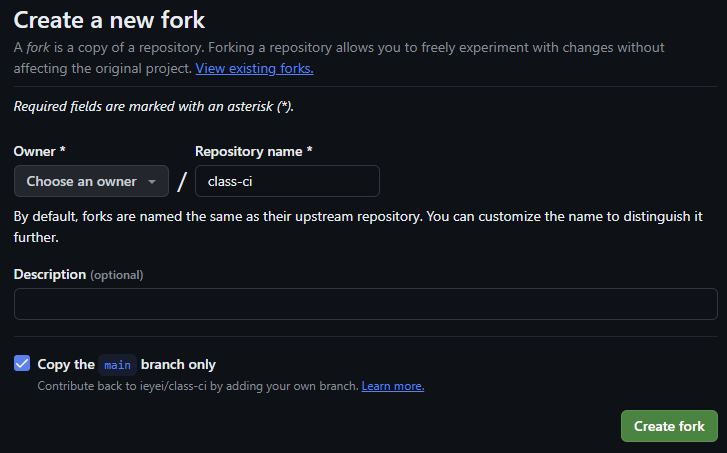 Create a new fork
A fork is a copy of a repository. Forking a repository allows you to freely experiment with changes without
affecting the original project. View existing forks.
Required fields are marked with an asterisk (*).
Owner *
Repository name *
Choose an owner
/
class-ci
By default, forks are named the same as their upstream repository. You can customize the name to distinguish it
further.
Description (optional)
Copy the main branch only
Contribute back to ieyei/class-ci by adding your own branch. Learn more.
Create fork